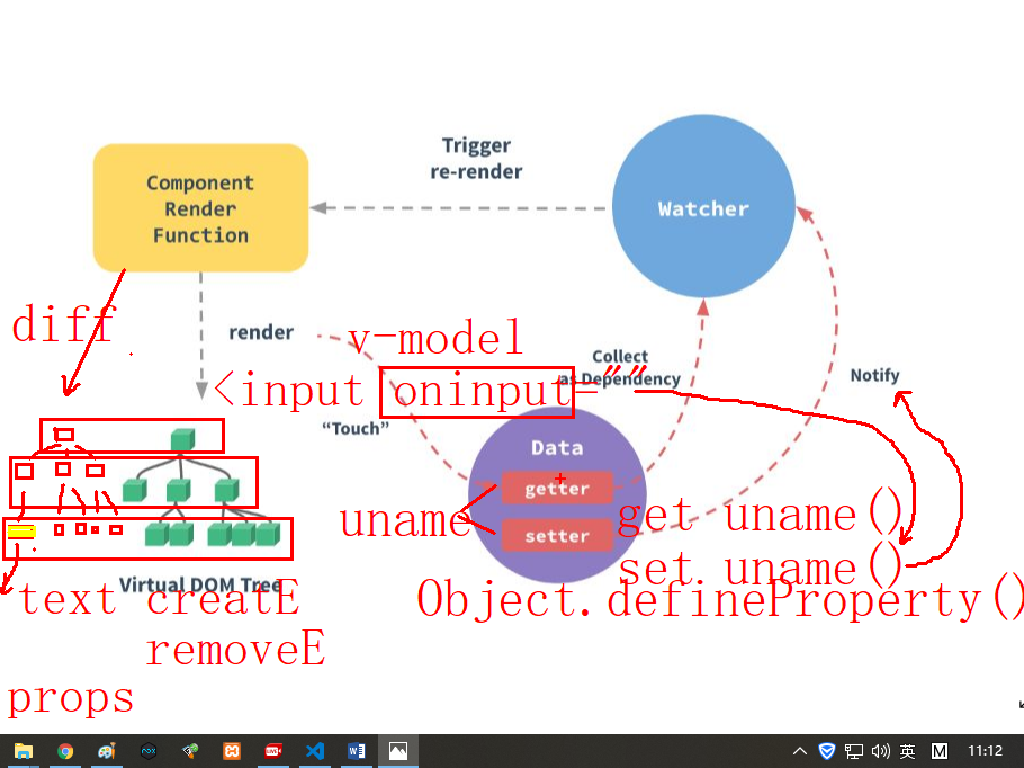 Trigger
re-render
Component
Render
Function
Watcher
diff
render
v-model
Collect
as Dependency
Notify
<input oninput=""
"Touch"
Data
getter
uname
get uname()
setter
set uname()
Virtual DOM Tree
text createE
Object.defineProperty()
removeE
props
英
M
11:12